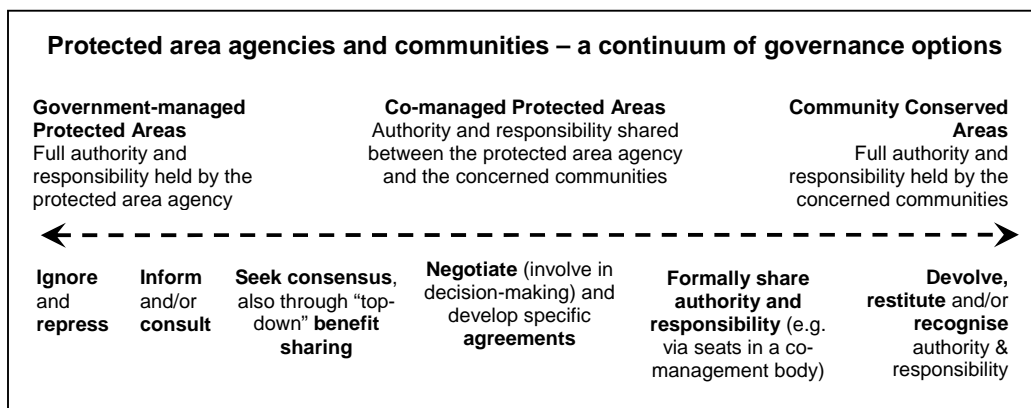 Protected area agencies and communities – a continuum of governance options
Government-managed
Protected Areas
Full authority and
responsibility held by the
protected area agency
Co-managed Protected Areas
Authority and responsibility shared
between the protected area agency
and the concerned communities
Community Conserved
Areas
Full authority and
responsibility held by the
concerned communities
Ignore
and
repress
Inform
and/or
consult
Seek consensus,
also through “top-
down” benefit
sharing
Negotiate (involve in
decision-making) and
develop specific
agreements
Formally share
authority and
responsibility (e.g.
via seats in a co-
management body)
Devolve,
restitute and/or
recognise
authority &
responsibility